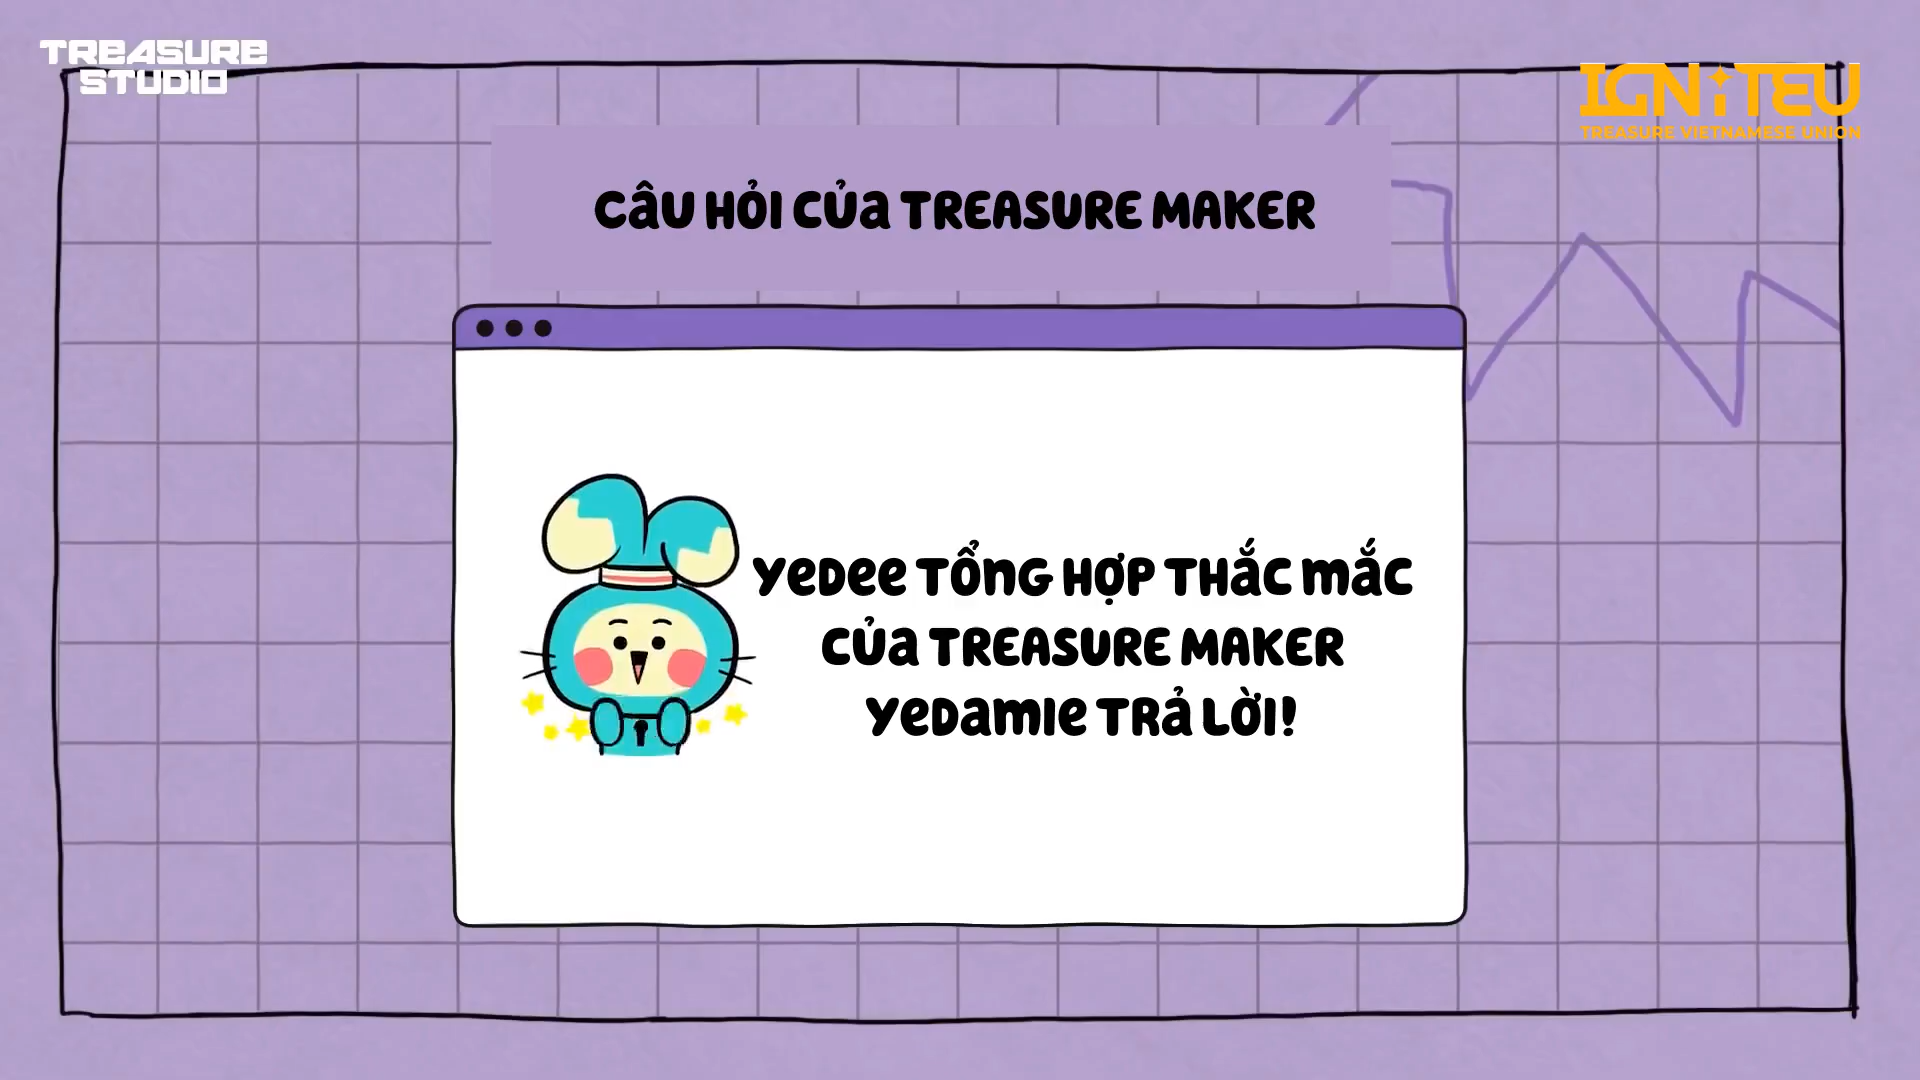 TREASURE
STUDIO
IGNITEU
TREASURE VIETNAMESE UNION
Câu hỏi của TREASURE MAKER
Yedee tổng hợp thắc mắc
của TREASURE MAKER
Yedamie trả lời!